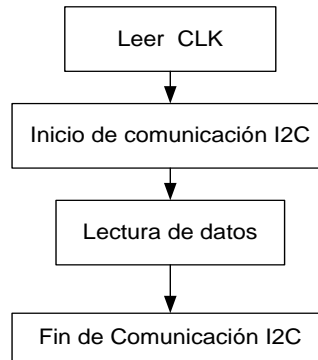 Leer CLK
Inicio de comunicación I2C
Lectura de datos
Fin de Comunicación I2C